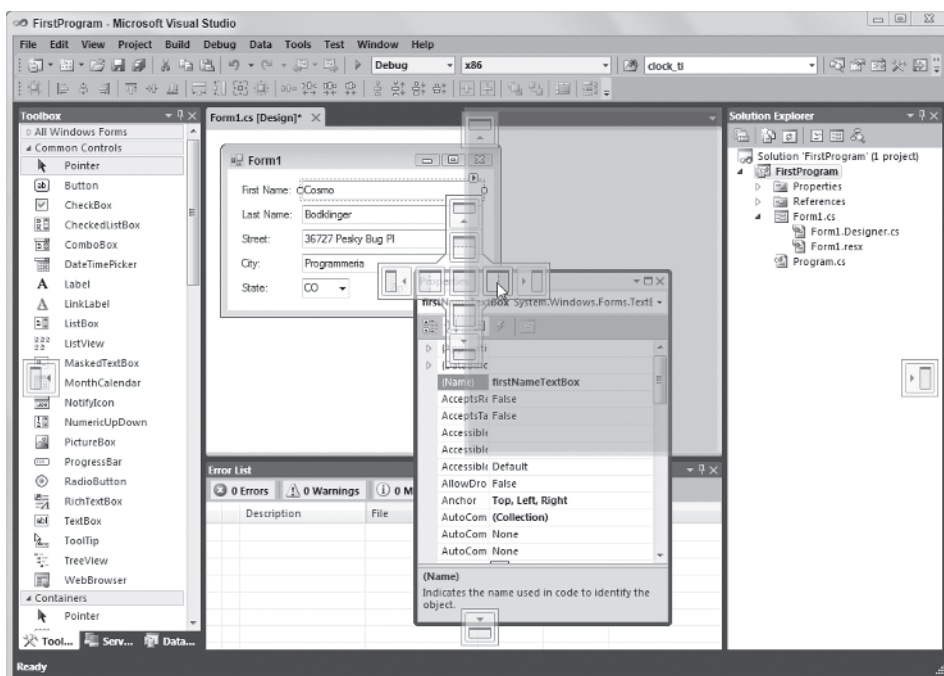 FirstProgram - Microsoft Visual Studio
File Edit View Project Build Debug Data Tools Test Window Help
Debug x86 clock_ti
Toolbox
All Windows Forms
Common Controls
Pointer
Button
CheckBox
CheckedListBox
ComboBox
DateTimePicker
Label
LinkLabel
ListBox
ListView
MaskedTextBox
MonthCalendar
NotifyIcon
NumericUpDown
PictureBox
ProgressBar
RadioButton
RichTextBox
TextBox
ToolTip
TreeView
WebBrowser
Containers
Pointer
Tool... Serv... Data...
Form1.cs [Design]*
Form1
First Name: Cosmo
Last Name: Bodklinger
Street: 36727 Pesky Bug Pl
City: Programmeria
State: CO
Error List
0 Errors 0 Warnings 0 M
Description File
Properties
firstNameTextBox System.Windows.Forms.TextB
(Name) firstNameTextBox
AcceptsRe False
AcceptsTa False
Accessible
Accessible
Accessible Default
AllowDro False
Anchor Top, Left, Right
AutoCom (Collection)
AutoCom None
AutoCom None
(Name)
Indicates the name used in code to identify the
object.
Solution Explorer
Solution 'FirstProgram' (1 project)
FirstProgram
Properties
References
Form1.cs
Form1.Designer.cs
Form1.resx
Program.cs
Ready